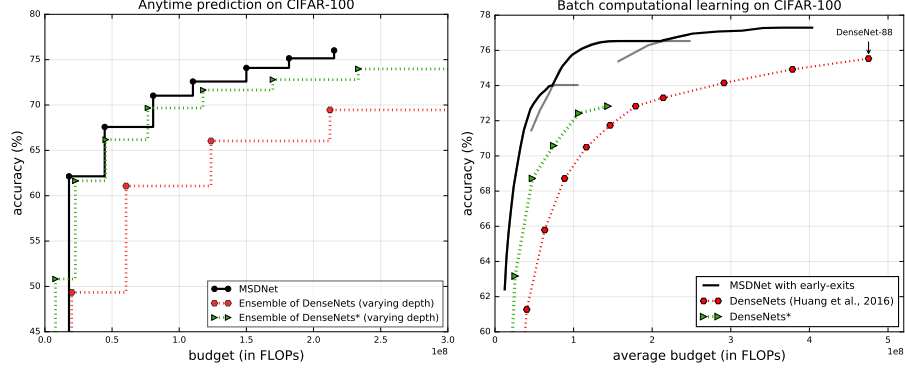 Anytime prediction on CIFAR-100
80
75
70
65
60
55
50
45
accuracy (%)
0.0
0.5
1.0
1.5
2.0
2.5
3.0
1e8
budget (in FLOPs)
MSDNet
Ensemble of DenseNets (varying depth)
Ensemble of DenseNets* (varying depth)
Batch computational learning on CIFAR-100
78
76
74
72
70
68
66
64
62
60
accuracy (%)
0
1
2
3
4
5
1e8
average budget (in FLOPs)
DenseNet-88
MSDNet with early-exits
DenseNets (Huang et al., 2016)
DenseNets*